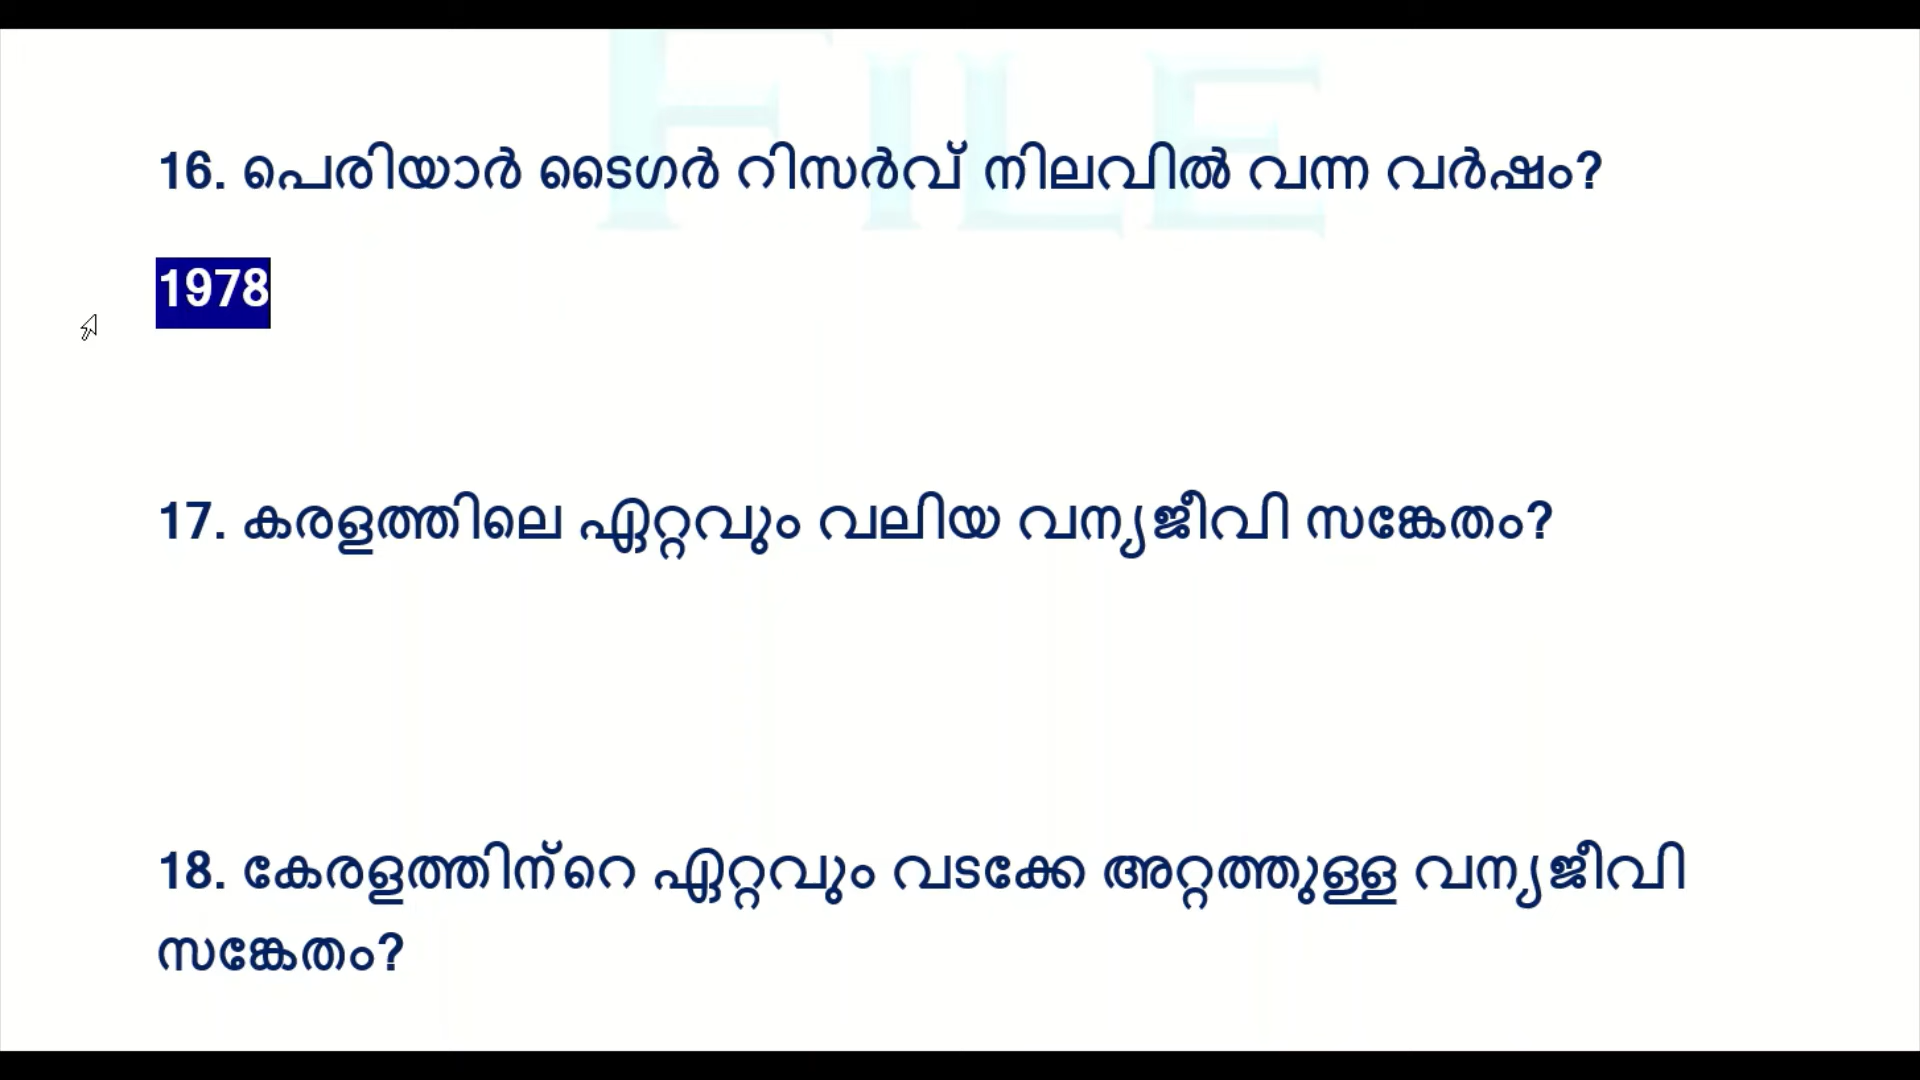 FILE
16. പെരിയാർ ടൈഗർ റിസർവ് നിലവിൽ വന്ന വർഷം?
1978
17. കരളത്തിലെ ഏറ്റവും വലിയ വന്യജീവി സങ്കേതം?
18. കേരളത്തിന്റെ ഏറ്റവും വടക്കേ അറ്റത്തുള്ള വന്യജീവി
സങ്കേതം?